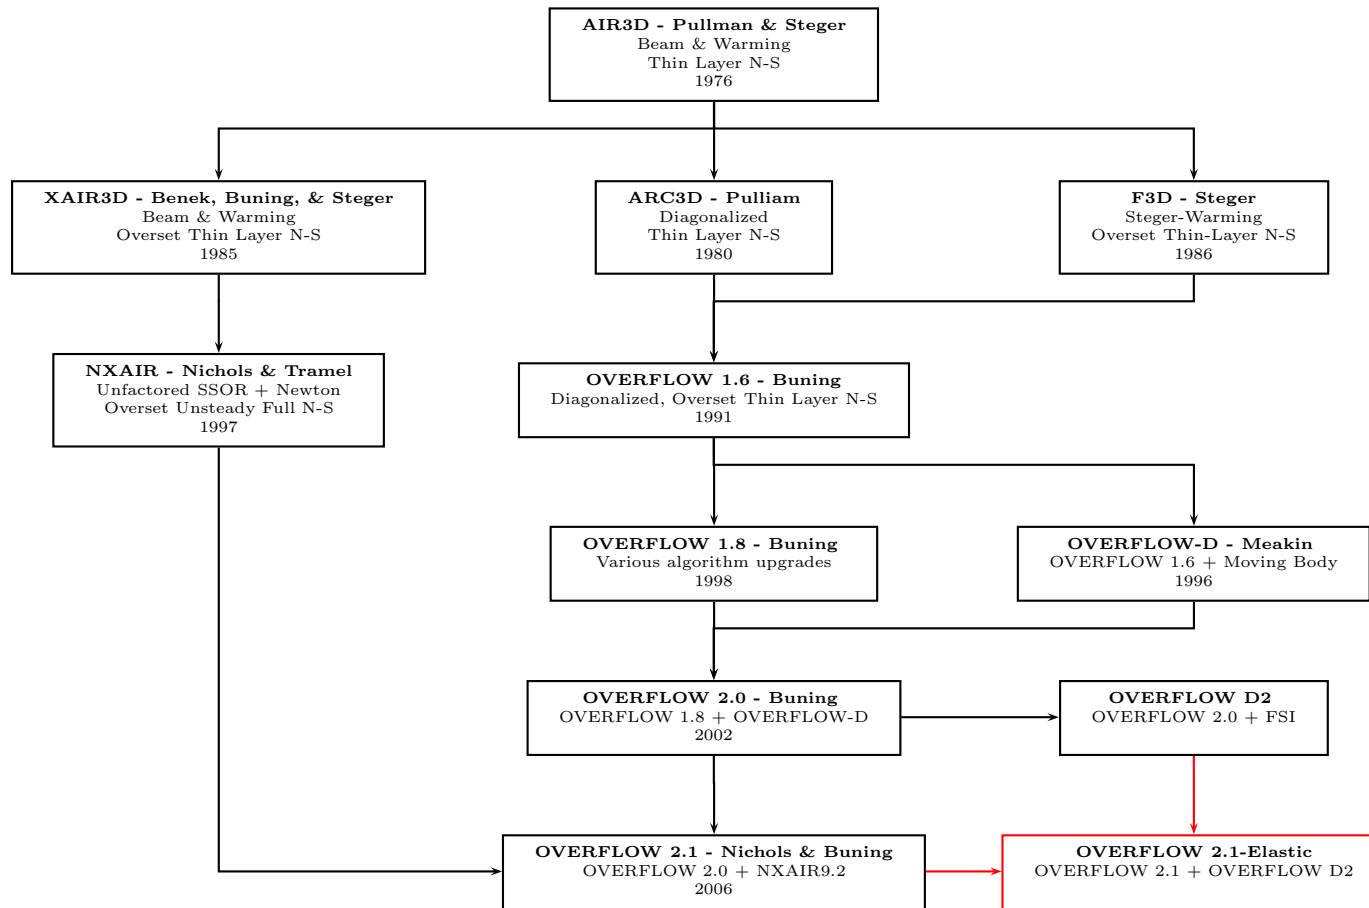 AIR3D - Pullman & Steger
Beam & Warming
Thin Layer N-S
1976
XAIR3D - Benek, Buning, & Steger
Beam & Warming
Overset Thin Layer N-S
1985
ARC3D - Pulliam
Diagonalized
Thin Layer N-S
1980
F3D - Steger
Steger-Warming
Overset Thin-Layer N-S
1986
NXAIR - Nichols & Tramel
Unfactored SSOR + Newton
Overset Unsteady Full N-S
1997
OVERFLOW 1.6 - Buning
Diagonalized, Overset Thin Layer N-S
1991
OVERFLOW 1.8 - Buning
Various algorithm upgrades
1998
OVERFLOW-D - Meakin
OVERFLOW 1.6 + Moving Body
1996
OVERFLOW 2.0 - Buning
OVERFLOW 1.8 + OVERFLOW-D
2002
OVERFLOW D2
OVERFLOW 2.0 + FSI
OVERFLOW 2.1 - Nichols & Buning
OVERFLOW 2.0 + NXAIR9.2
2006
OVERFLOW 2.1-Elastic
OVERFLOW 2.1 + OVERFLOW D2